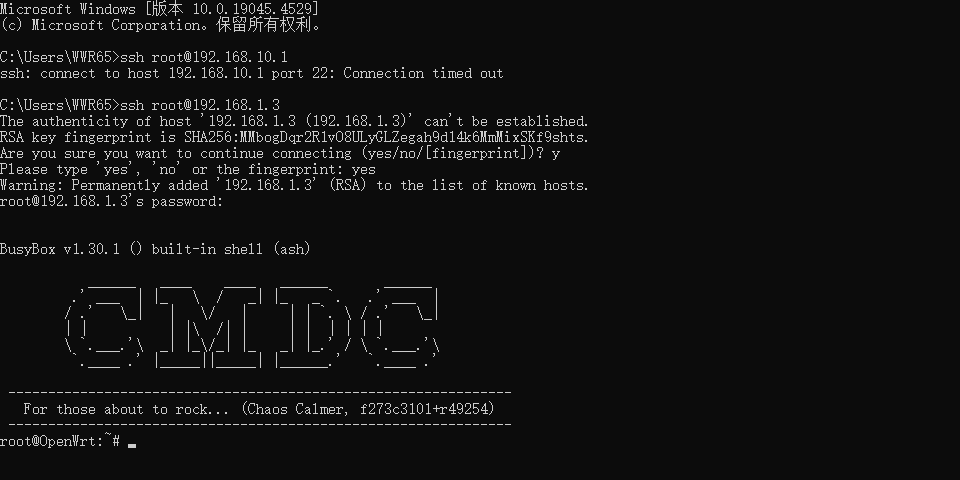 Microsoft Windows [版本 10.0.19045.4529]
(c) Microsoft Corporation。保留所有权利。
C:\Users\WWR65>ssh root@192.168.10.1
ssh: connect to host 192.168.10.1 port 22: Connection timed out
C:\Users\WWR65>ssh root@192.168.1.3
The authenticity of host '192.168.1.3 (192.168.1.3)' can't be established.
RSA key fingerprint is SHA256:MMbogDqr2RlvO8ULyGLZegah9dl4k6MnMixSKf9shts.
Are you sure you want to continue connecting (yes/no/[fingerprint])? y
Please type 'yes', 'no' or the fingerprint: yes
Warning: Permanently added '192.168.1.3' (RSA) to the list of known hosts.
root@192.168.1.3's password:
BusyBox v1.30.1 () built-in shell (ash)
CMDC
For those about to rock... (Chaos Calmer, f273c3101+r49254)
root@OpenWrt:~#